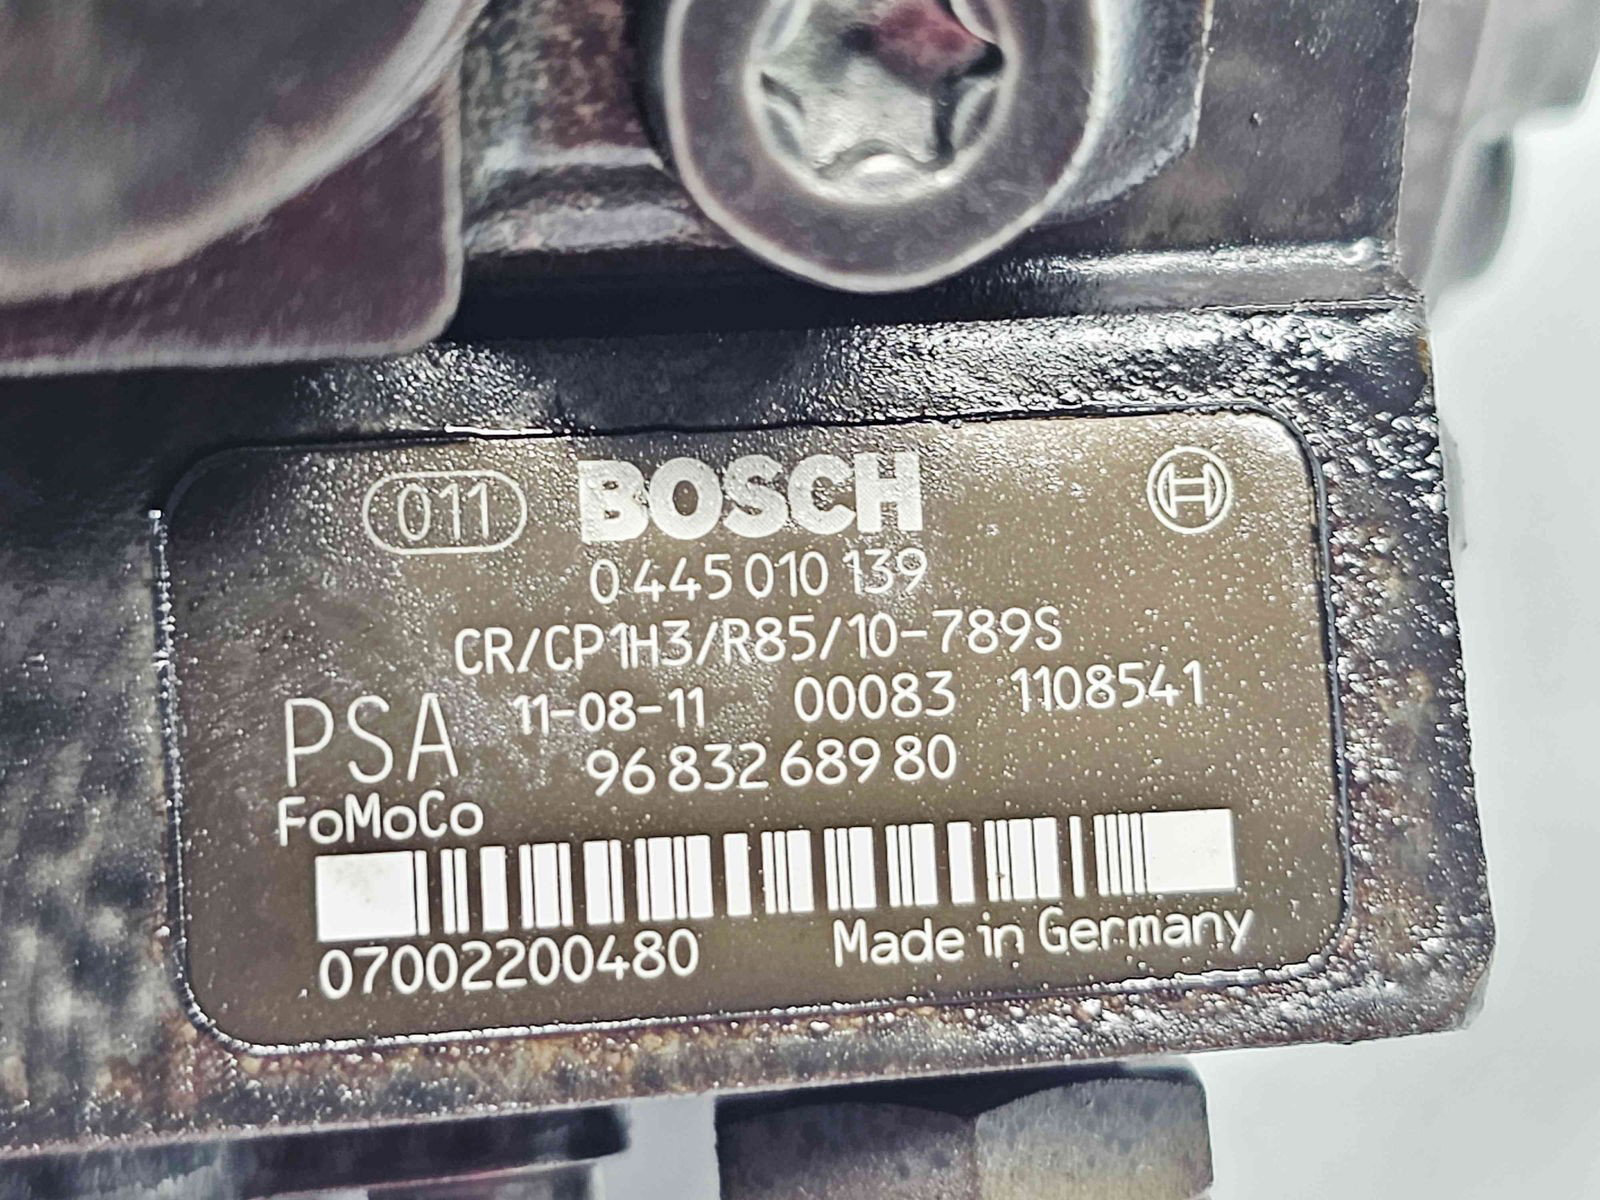 011 BOSCH
0 445 010 139
CR/CP1H3/R85/10-789S
PSA 11-08-11 00083 1108541
96 832 689 80
FoMoCo
07002200480 Made in Germany